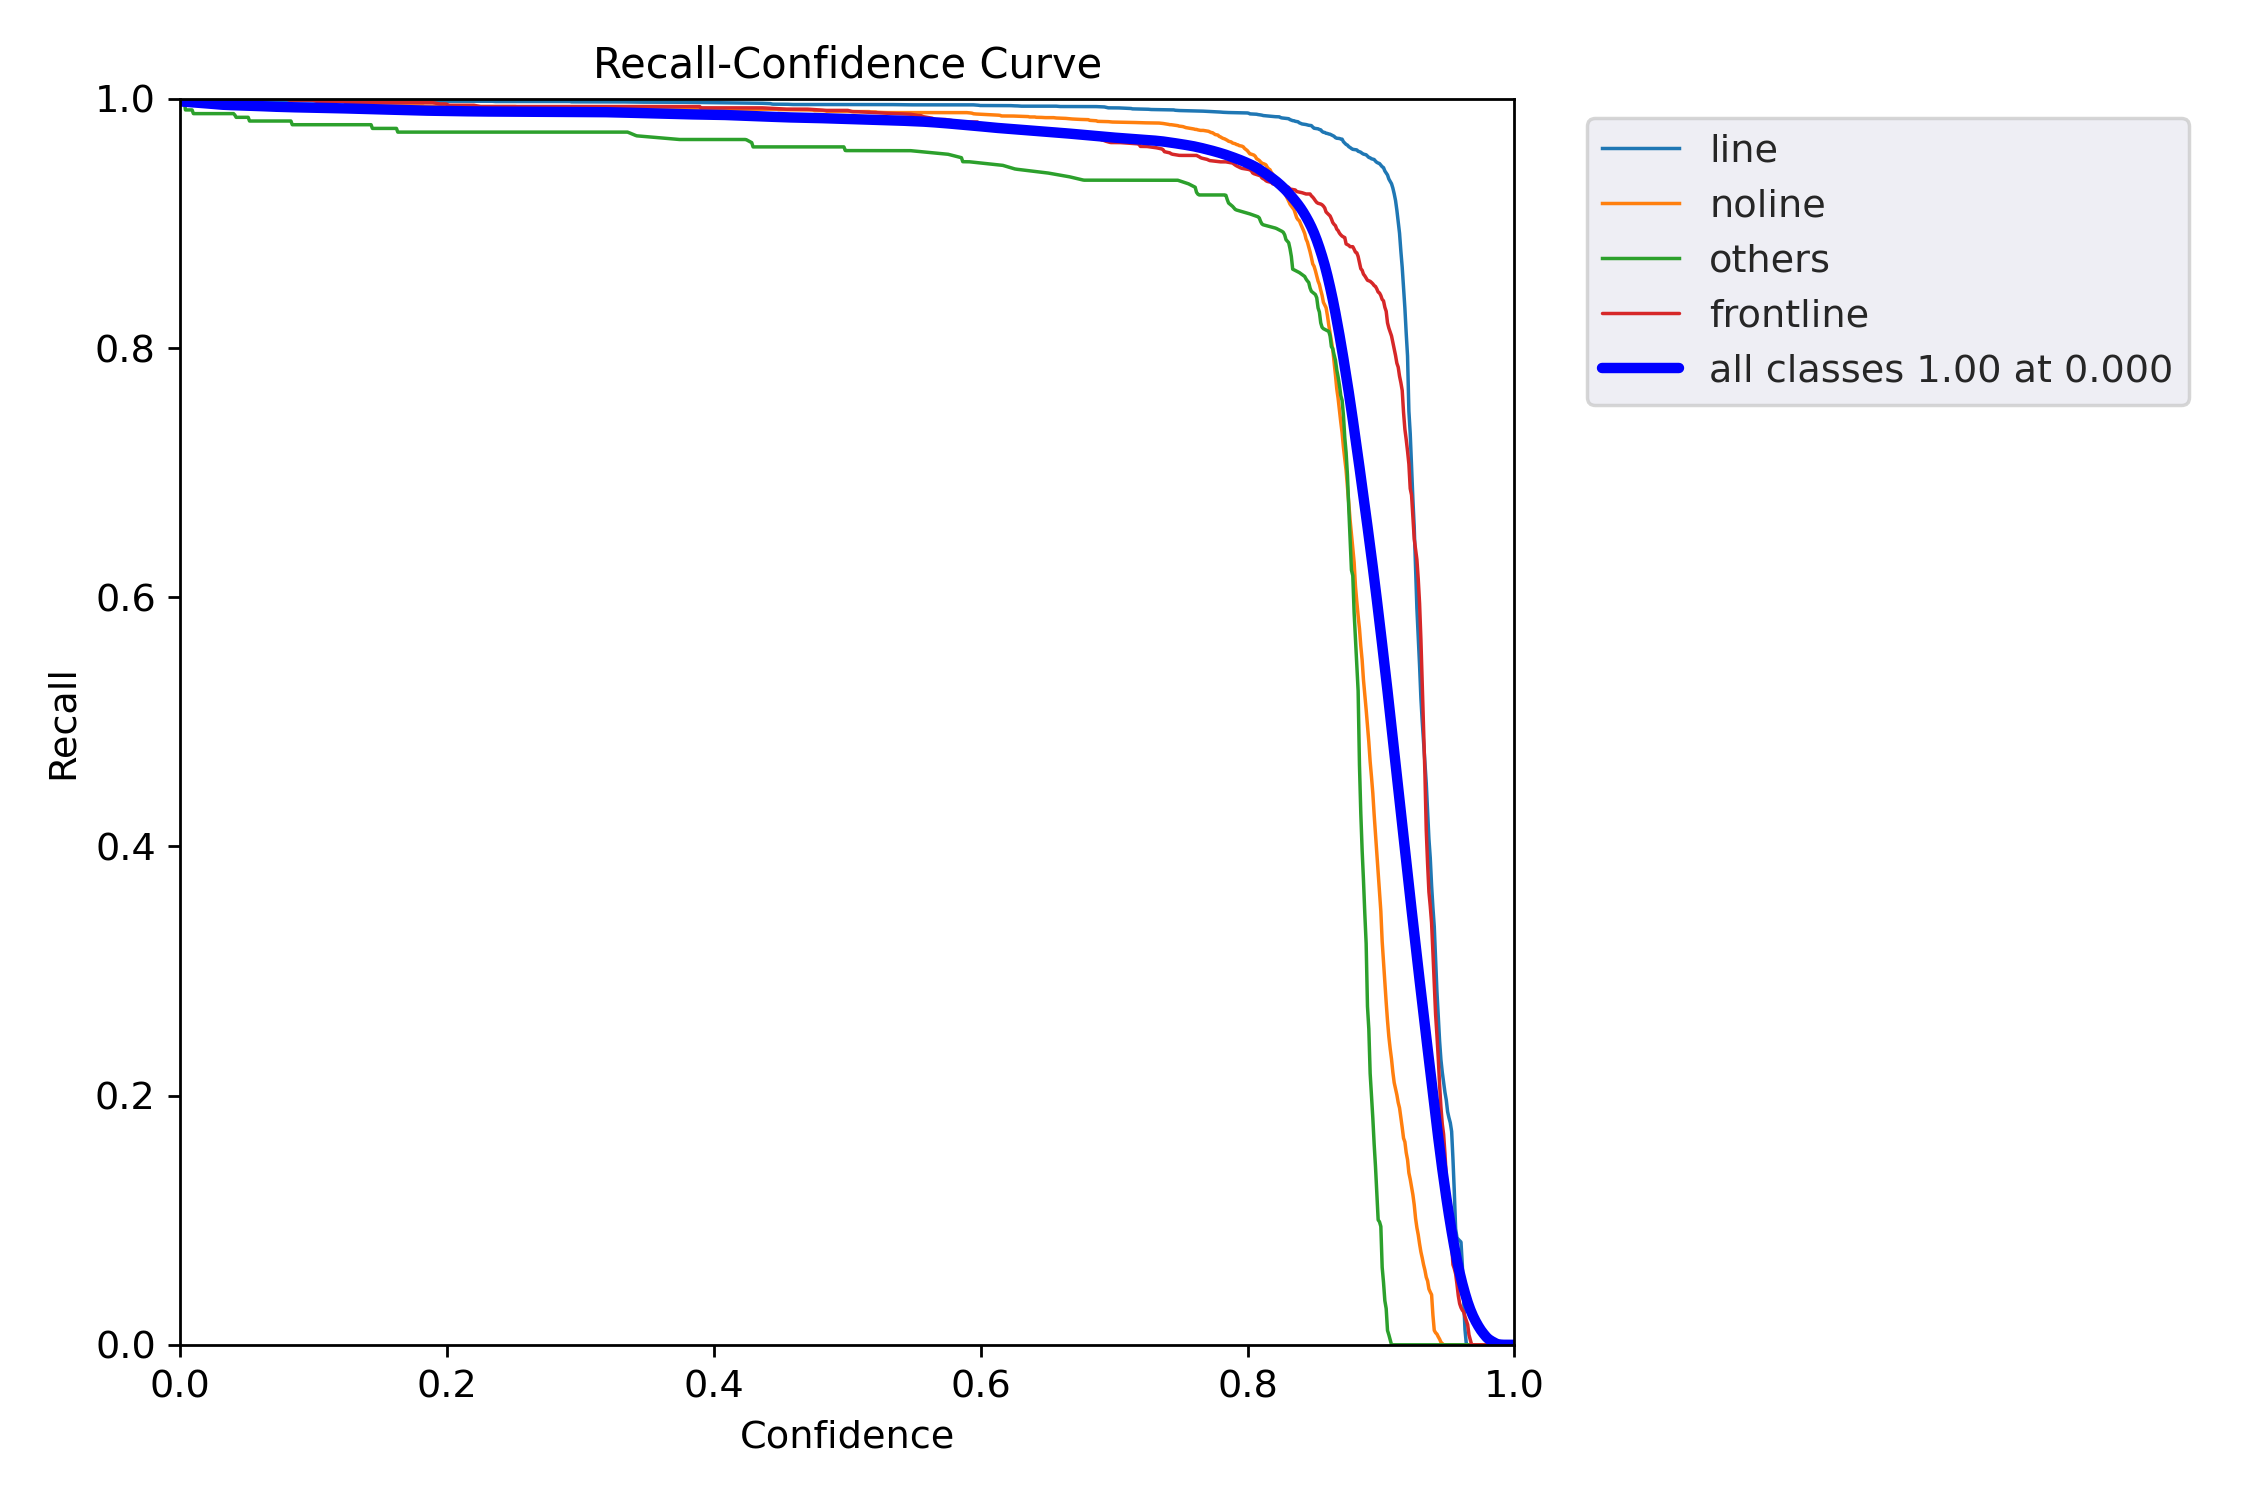 Recall-Confidence Curve
1.0
0.8
0.6
0.4
0.2
0.0
Recall
0.0 0.2 0.4 0.6 0.8 1.0
Confidence
line
noline
others
frontline
all classes 1.00 at 0.000